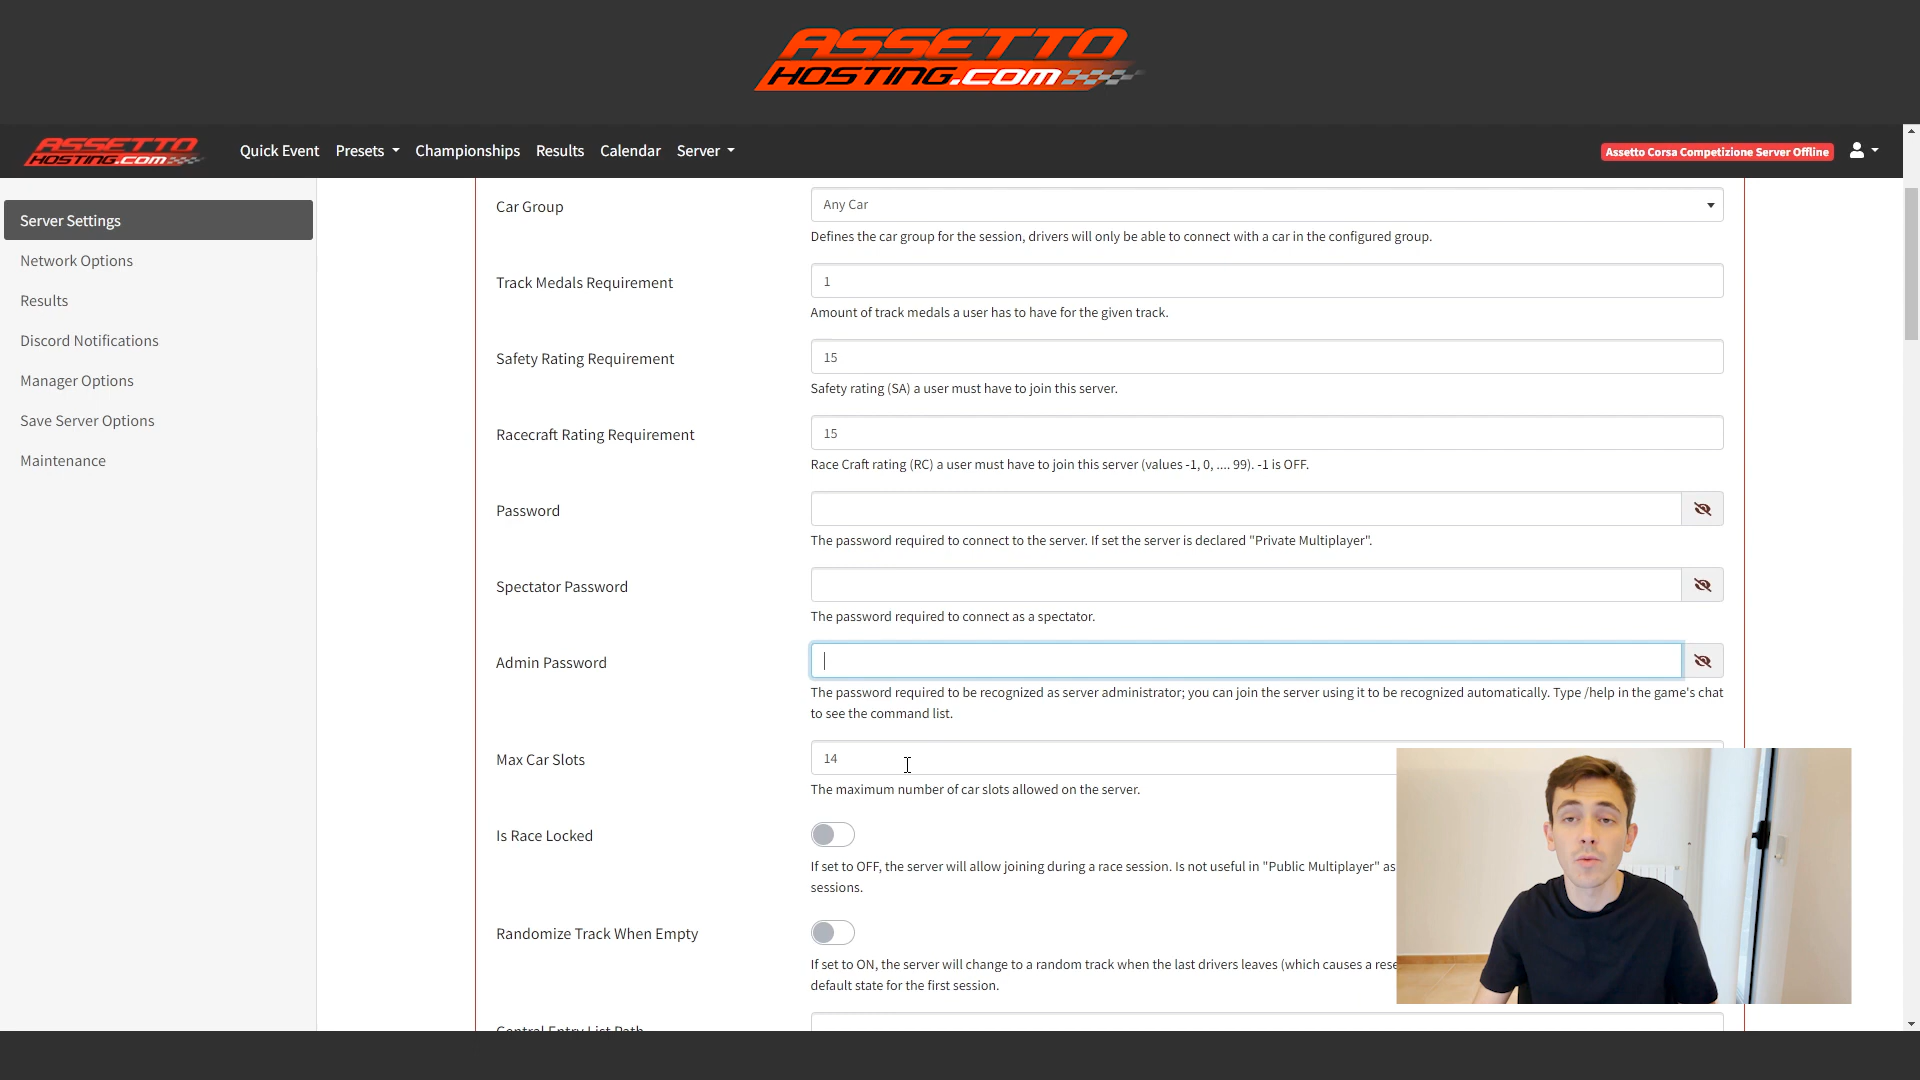 ASSETTO
HOSTING.COM
ASSETTO
HOSTING.COM
Quick Event
Presets
Championships
Results
Calendar
Server
Assetto Corsa Competizione Server Offline
Server Settings
Network Options
Results
Discord Notifications
Manager Options
Save Server Options
Maintenance
Car Group
Any Car
Defines the car group for the session, drivers will only be able to connect with a car in the configured group.
Track Medals Requirement
1
Amount of track medals a user has to have for the given track.
Safety Rating Requirement
15
Safety rating (SA) a user must have to join this server.
Racecraft Rating Requirement
15
Race Craft rating (RC) a user must have to join this server (values -1, 0, .... 99). -1 is OFF.
Password
The password required to connect to the server. If set the server is declared "Private Multiplayer".
Spectator Password
The password required to connect as a spectator.
Admin Password
The password required to be recognized as server administrator; you can join the server using it to be recognized automatically. Type /help in the game's chat
to see the command list.
Max Car Slots
14
The maximum number of car slots allowed on the server.
Is Race Locked
If set to OFF, the server will allow joining during a race session. Is not useful in "Public Multiplayer" as
sessions.
Randomize Track When Empty
If set to ON, the server will change to a random track when the last drivers leaves (which causes a rese
default state for the first session.
Central Entry List Path